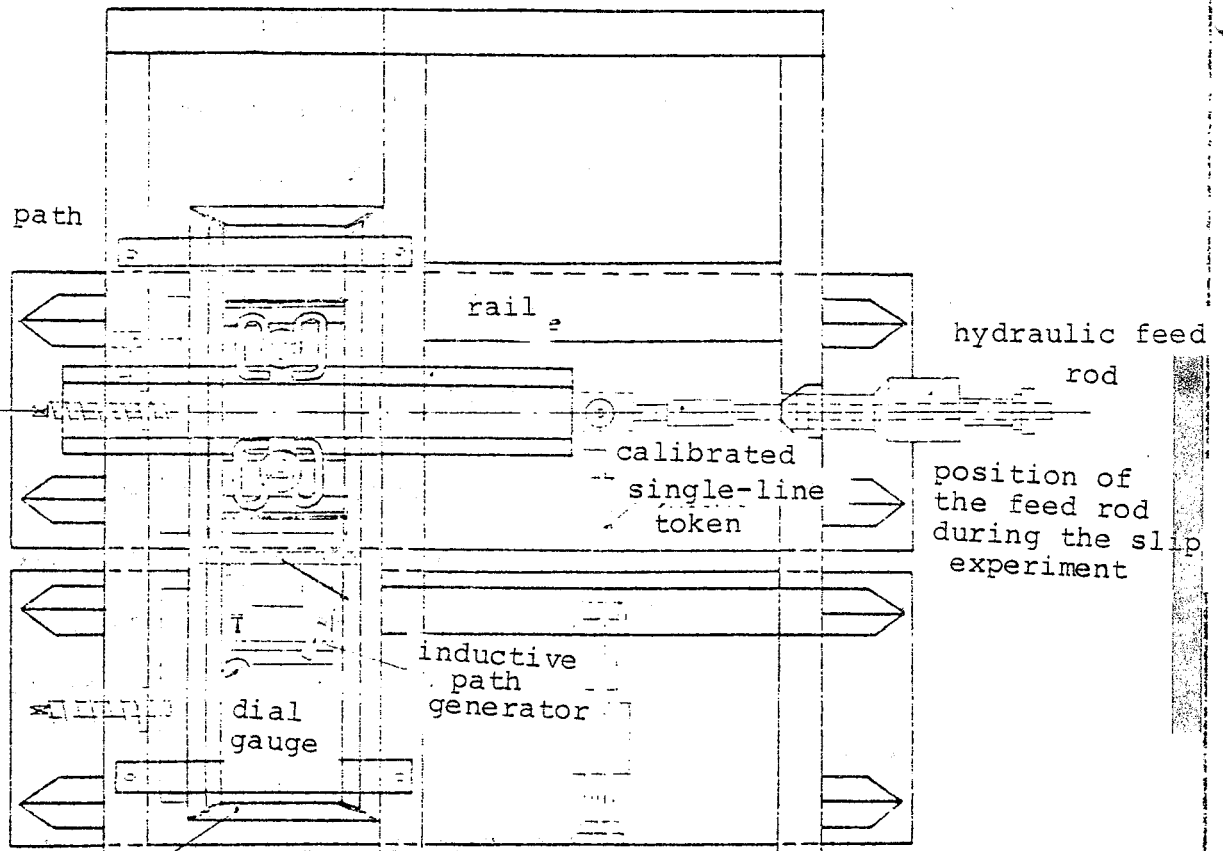 path
rail
hydraulic feed
rod
calibrated
single-line
token
position of
the feed rod
during the slip
experiment
inductive
path
generator
dial
gauge